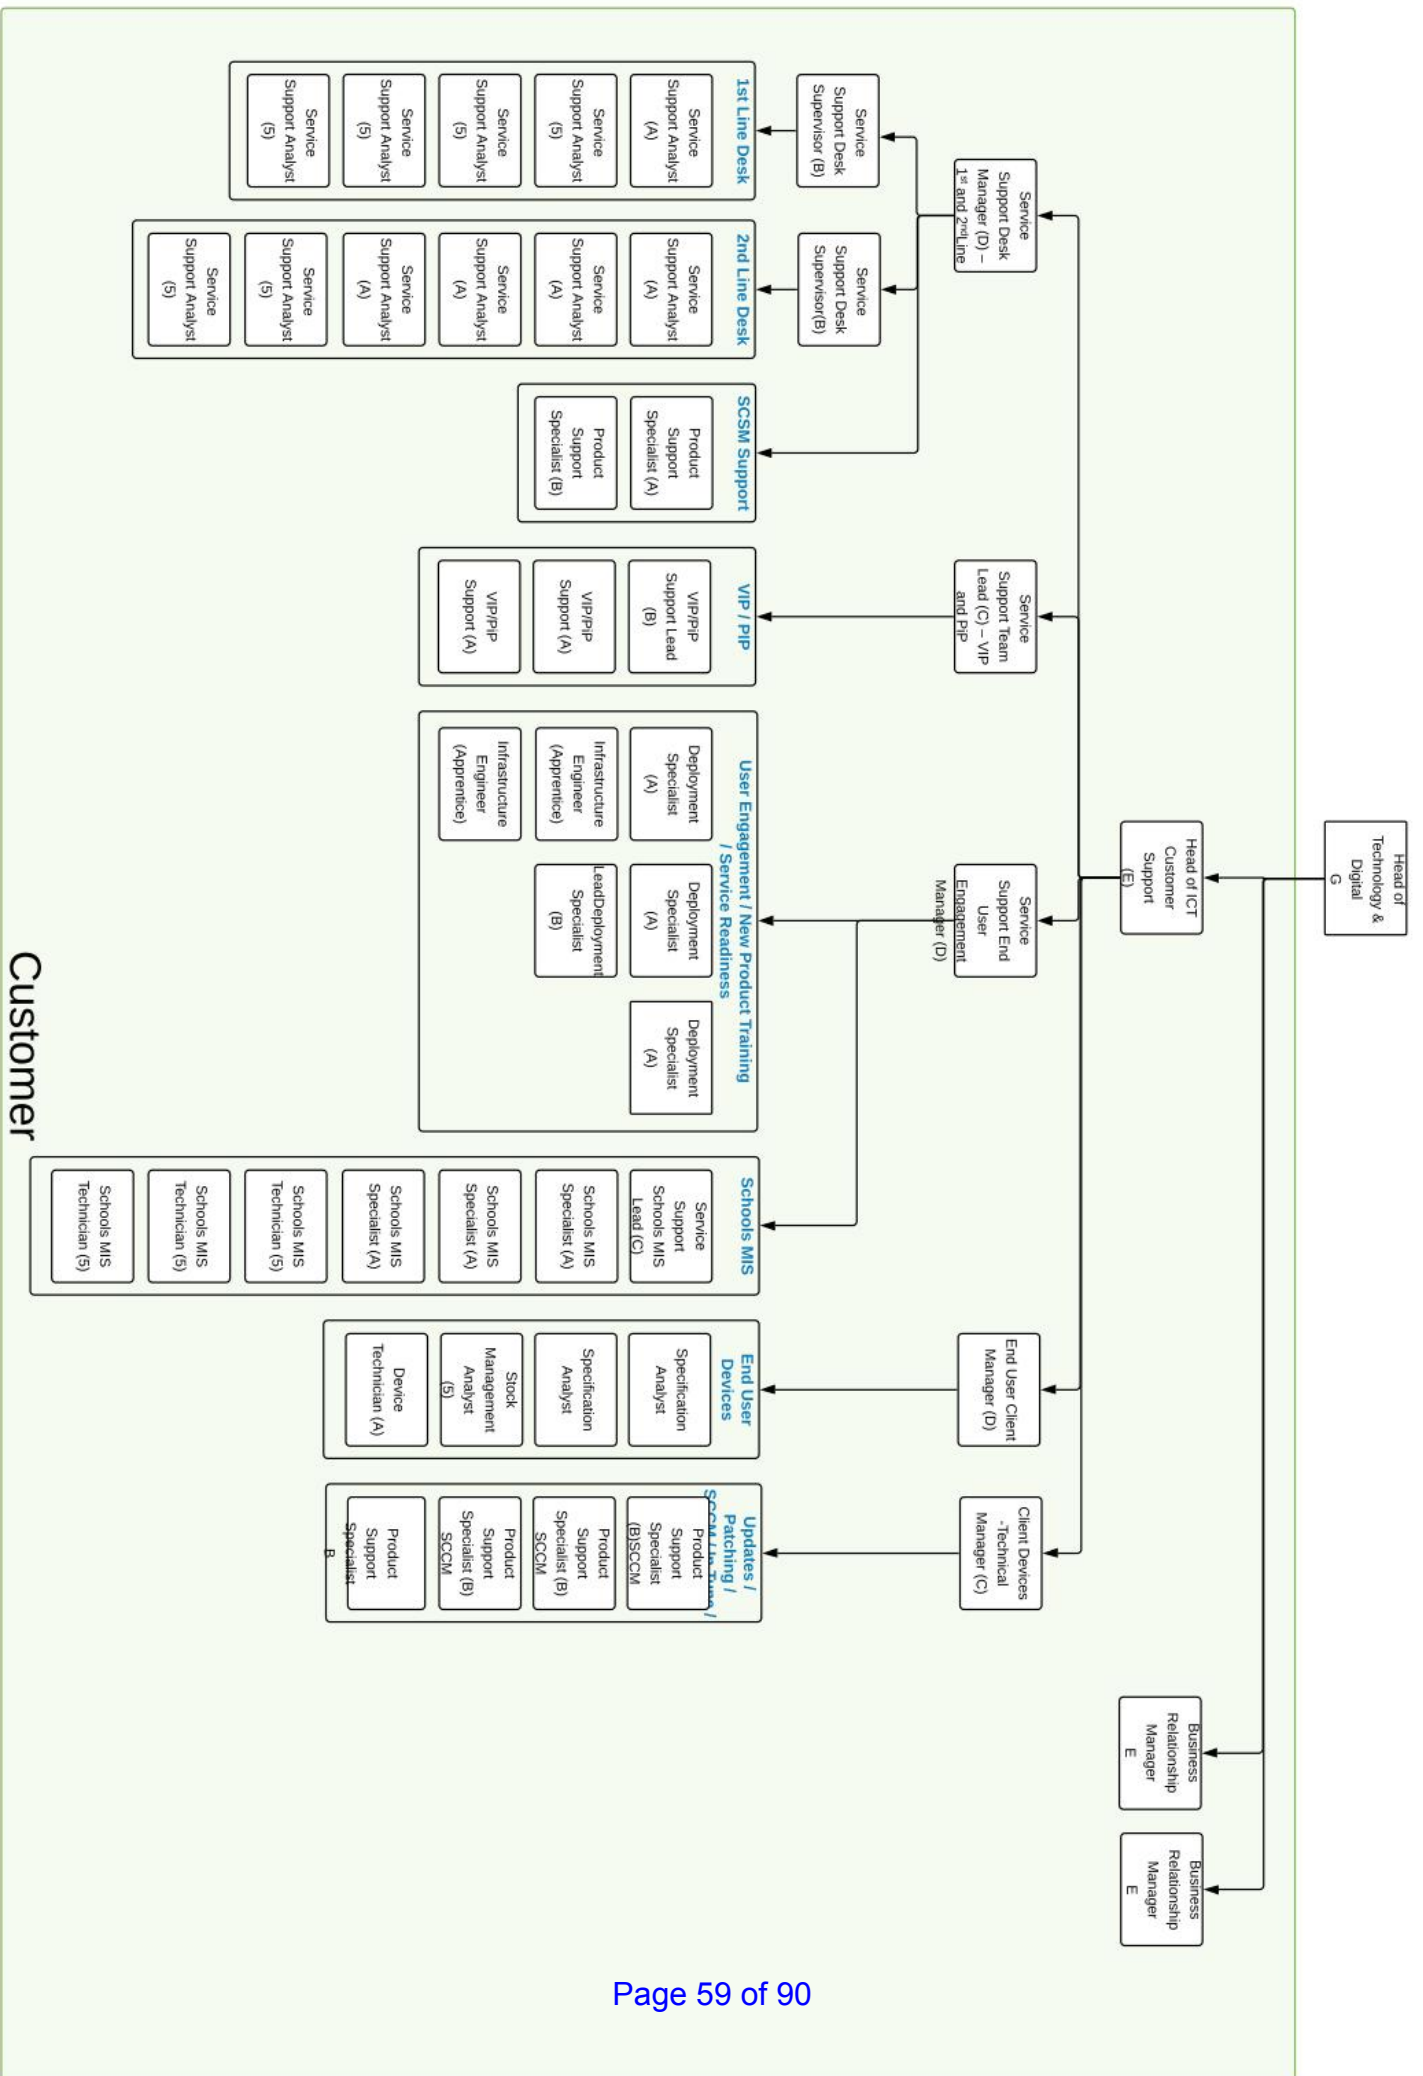 Head of
Technology &
Digital
G
Head of ICT
Customer
Support
(E)
Business
Relationship
Manager
E
Business
Relationship
Manager
E
Service
Support Desk
Manager (D) –
1st and 2ndLine
Service
Support Team
Lead (C) – VIP
and PiP
Service
Support End
User
Engagement
Manager (D)
End User Client
Manager (D)
Client Devices
-Technical
Manager (C)
Service
Support Desk
Supervisor (B)
Service
Support Desk
Supervisor(B)
1st Line Desk
Service
Support Analyst
(A)
Service
Support Analyst
(5)
Service
Support Analyst
(5)
Service
Support Analyst
(5)
Service
Support Analyst
(5)
2nd Line Desk
Service
Support Analyst
(A)
Service
Support Analyst
(A)
Service
Support Analyst
(A)
Service
Support Analyst
(A)
Service
Support Analyst
(5)
Service
Support Analyst
(5)
SCSM Support
Product
Support
Specialist (A)
Product
Support
Specialist (B)
VIP / PIP
VIP/PiP
Support Lead
(B)
VIP/PiP
Support (A)
VIP/PiP
Support (A)
User Engagement / New Product Training
/ Service Readiness
Deployment
Specialist
(A)
Deployment
Specialist
(A)
Deployment
Specialist
(A)
Infrastructure
Engineer
(Apprentice)
LeadDeployment
Specialist
(B)
Infrastructure
Engineer
(Apprentice)
Schools MIS
Service
Support
Schools MIS
Lead (C)
Schools MIS
Specialist (A)
Schools MIS
Specialist (A)
Schools MIS
Specialist (A)
Schools MIS
Technician (5)
Schools MIS
Technician (5)
Schools MIS
Technician (5)
End User
Devices
Specification
Analyst
Specification
Analyst
Stock
Management
Analyst
(5)
Device
Technician (A)
Updates /
Patching /
SCCM / In-Tune /
Product
Support
Specialist
(B)SCCM
Product
Support
Specialist (B)
SCCM
Product
Support
Specialist (B)
SCCM
Product
Support
Specialist
B
Customer
Page 59 of 90